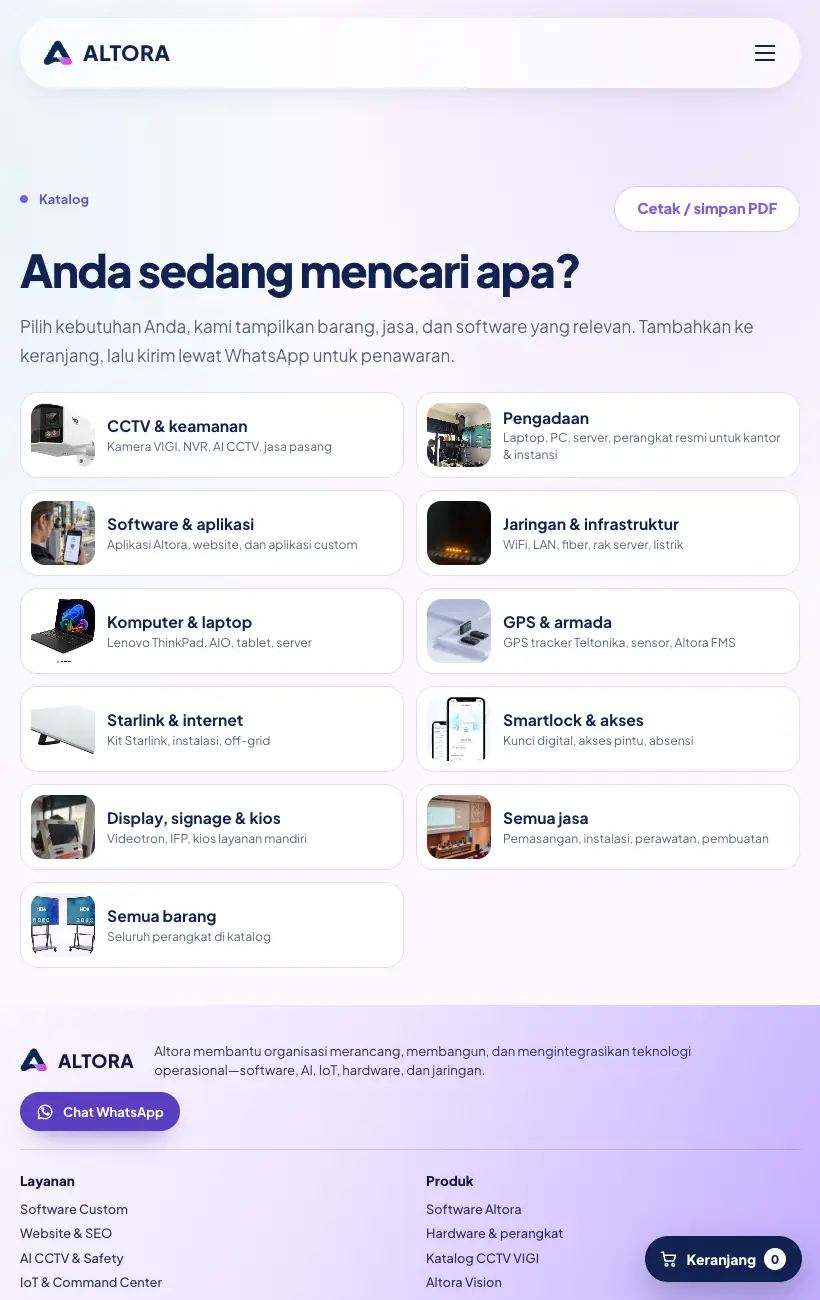 ALTORA
Katalog
Cetak / simpan PDF
Anda sedang mencari apa?
Pilih kebutuhan Anda, kami tampilkan barang, jasa, dan software yang relevan. Tambahkan ke
keranjang, lalu kirim lewat WhatsApp untuk penawaran.
CCTV & keamanan
Kamera VIGI, NVR, AI CCTV, jasa pasang
Pengadaan
Laptop, PC, server, perangkat resmi untuk kantor
& instansi
Software & aplikasi
Aplikasi Altora, website, dan aplikasi custom
Jaringan & infrastruktur
WiFi, LAN, fiber, rak server, listrik
Komputer & laptop
Lenovo ThinkPad, AIO, tablet, server
GPS & armada
GPS tracker Teltonika, sensor, Altora FMS
Starlink & internet
Kit Starlink, instalasi, off-grid
Smartlock & akses
Kunci digital, akses pintu, absensi
Display, signage & kios
Videotron, IFP, kios layanan mandiri
Semua jasa
Pemasangan, instalasi, perawatan, pembuatan
Semua barang
Seluruh perangkat di katalog
ALTORA
Altora membantu organisasi merancang, membangun, dan mengintegrasikan teknologi
operasional—software, AI, IoT, hardware, dan jaringan.
Chat WhatsApp
Layanan
Software Custom
Website & SEO
AI CCTV & Safety
IoT & Command Center
Produk
Software Altora
Hardware & perangkat
Katalog CCTV VIGI
Altora Vision
Keranjang 0